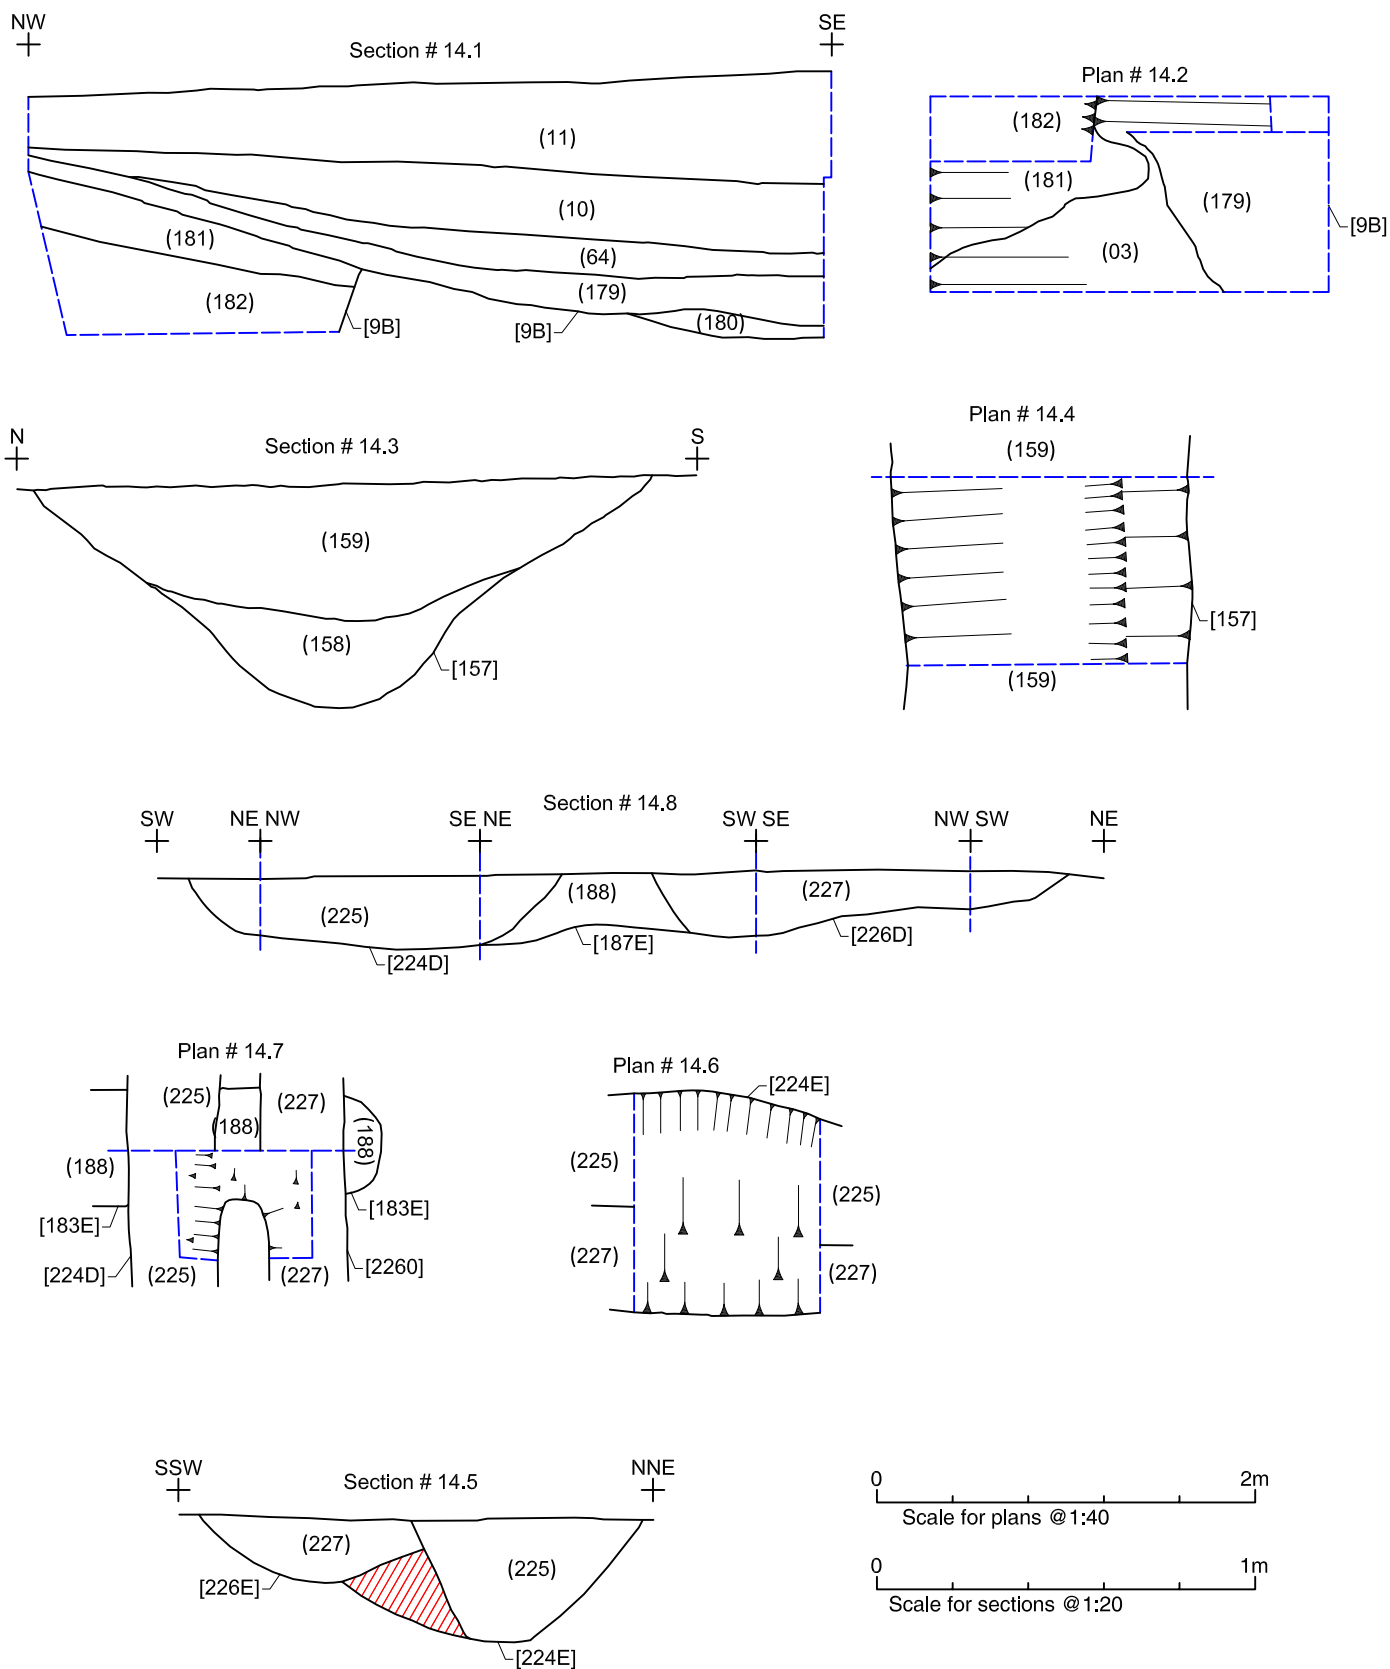 NW
SE
Section # 14.1
(11)
(10)
(64)
(181)
(179)
(182)
(180)
[9B]
[9B]
Plan # 14.2
(182)
(181)
(179)
[9B]
(03)
N
S
Section # 14.3
(159)
(158)
[157]
Plan # 14.4
(159)
[157]
(159)
Section # 14.8
SW
NE NW
SE NE
SW SE
NW SW
NE
(225)
(188)
(227)
[224D]
[187E]
[226D]
Plan # 14.7
(225)
(227)
(188)
(188)
(188)
[183E]
[183E]
[224D]
(225)
(227)
[2260]
Plan # 14.6
[224E]
(225)
(225)
(227)
(227)
SSW
NNE
Section # 14.5
(227)
(225)
[226E]
[224E]
0 2m
Scale for plans @1:40
0 1m
Scale for sections @1:20